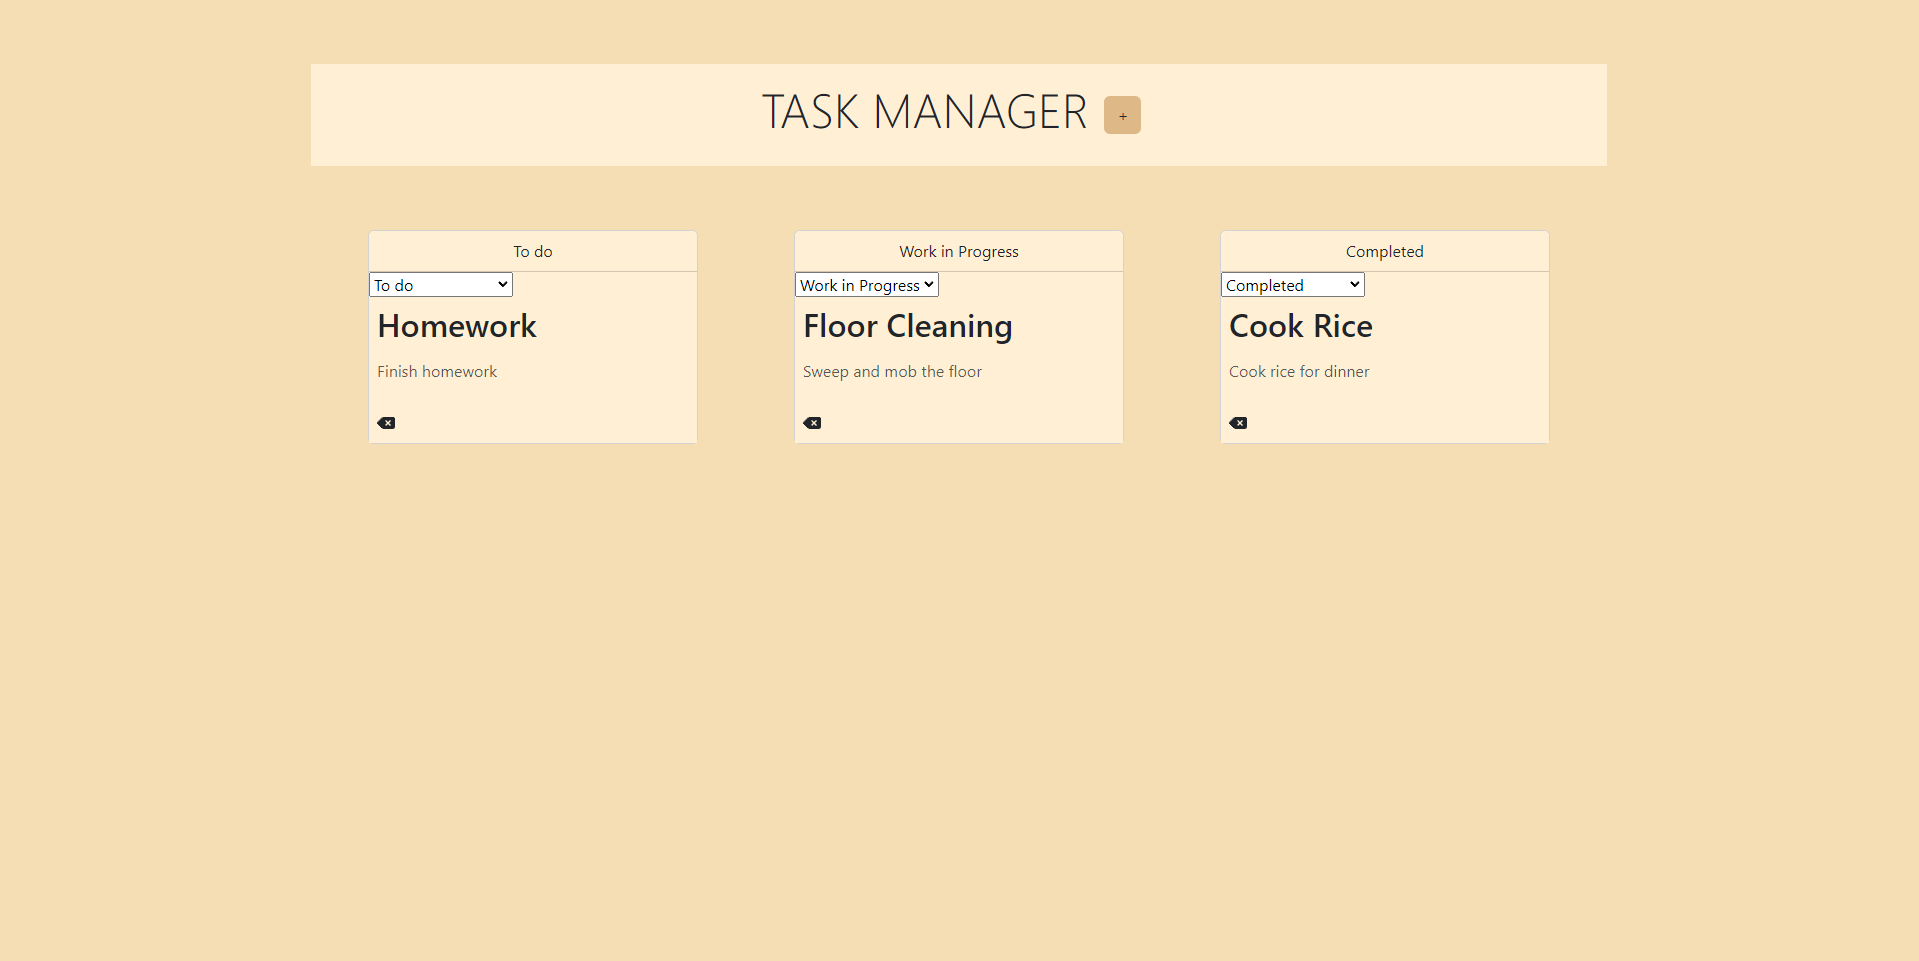 TASK MANAGER +
To do
To do
Homework
Finish homework
Work in Progress
Work in Progress
Floor Cleaning
Sweep and mob the floor
Completed
Completed
Cook Rice
Cook rice for dinner